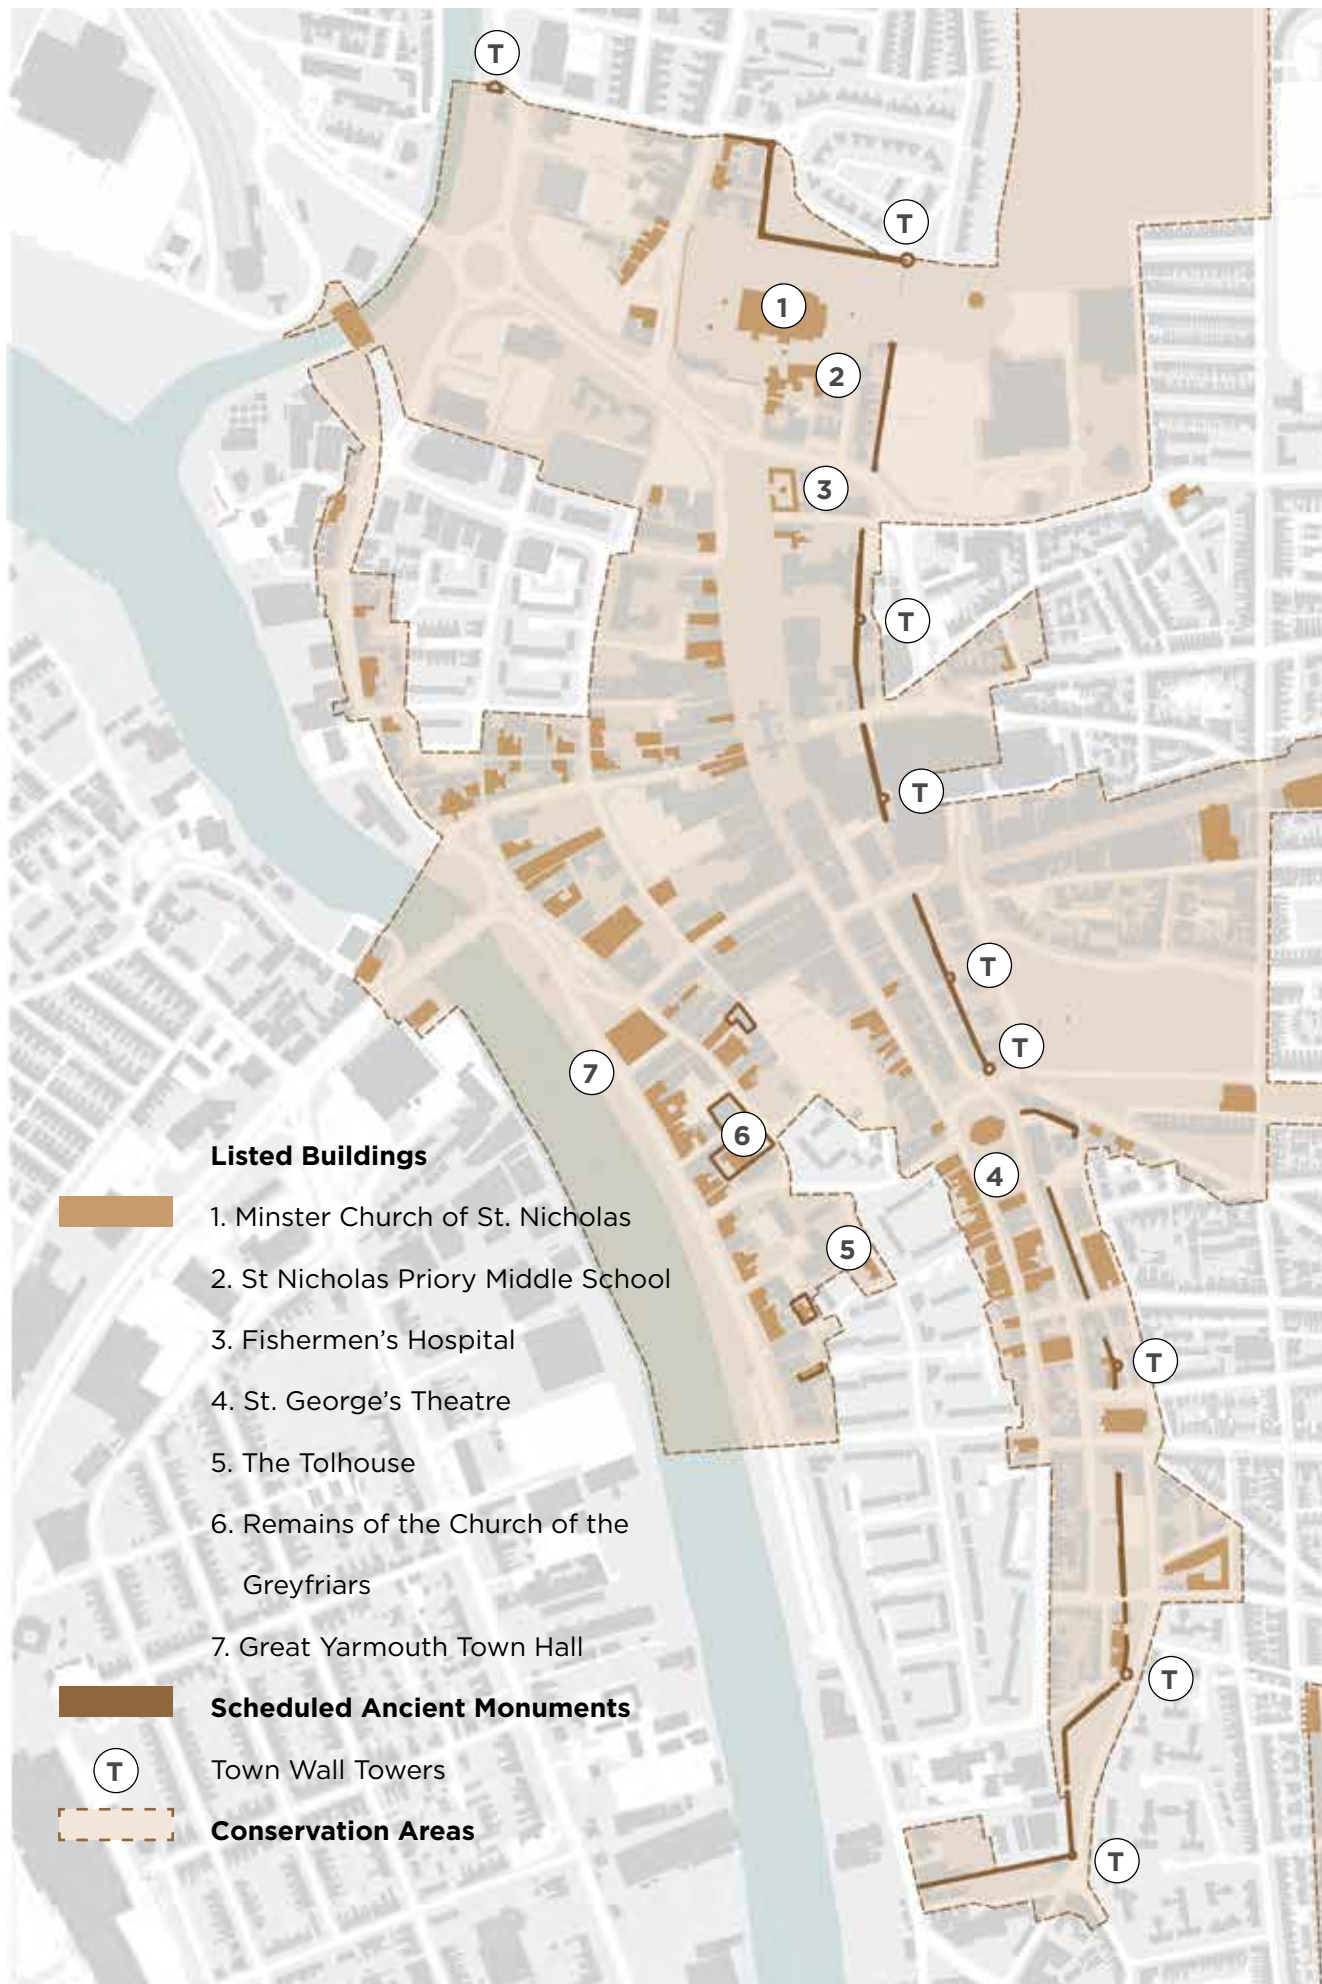 T
T
1
2
3
T
T
T
T
7
6
4
5
T
T
T
Listed Buildings
1. Minster Church of St. Nicholas
2. St Nicholas Priory Middle School
3. Fishermen's Hospital
4. St. George's Theatre
5. The Tolhouse
6. Remains of the Church of the
Greyfriars
7. Great Yarmouth Town Hall
Scheduled Ancient Monuments
T Town Wall Towers
Conservation Areas